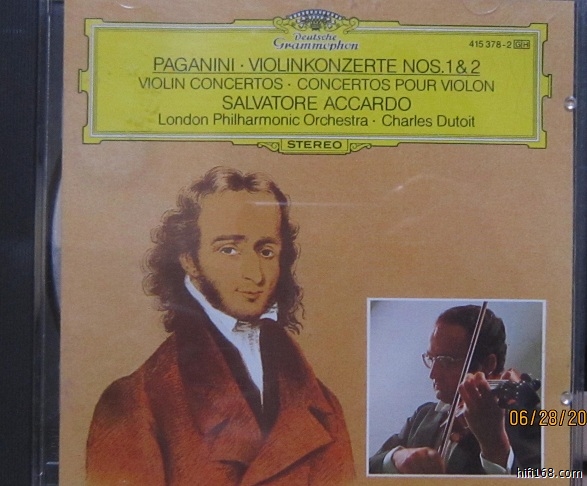 Deutsche
Grammophon
415 378-2 GH
PAGANINI · VIOLINKONZERTE NOS.1 & 2
VIOLIN CONCERTOS · CONCERTOS POUR VIOLON
SALVATORE ACCARDO
London Philharmonic Orchestra · Charles Dutoit
STEREO
06/28/20
hifi168.com